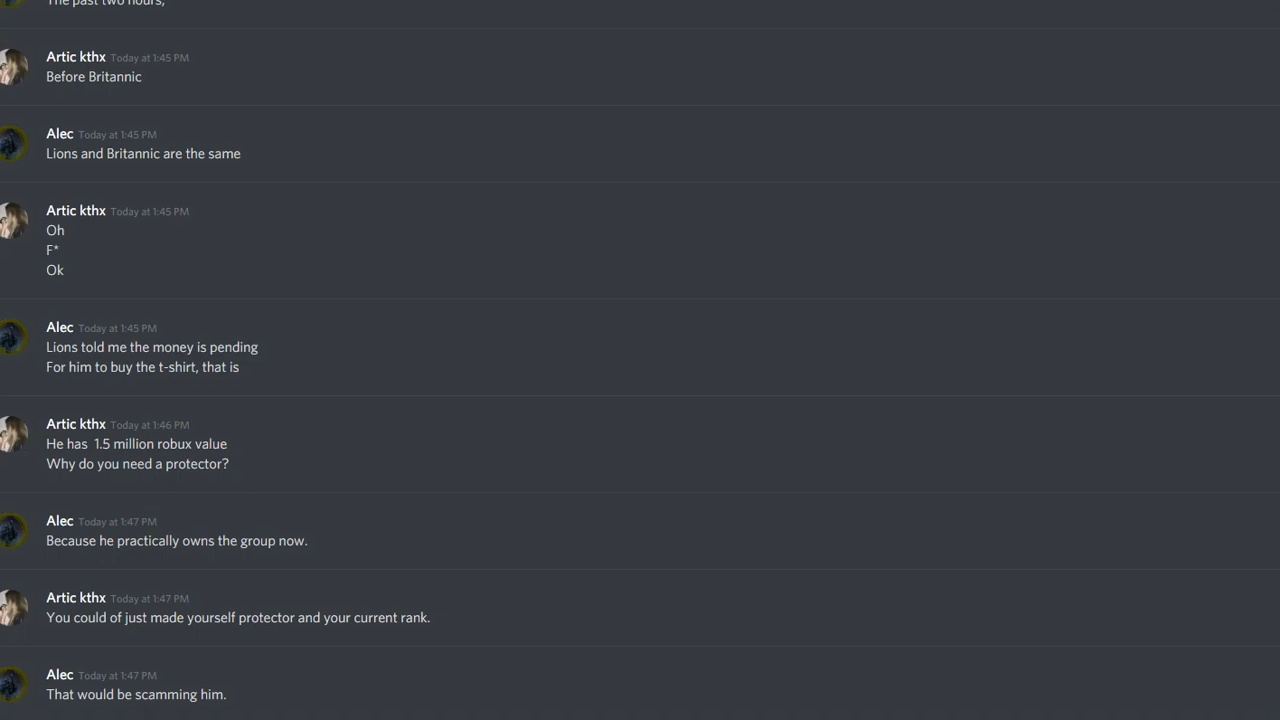 The past two hours,
Artic kthx Today at 1:45 PM
Before Britannic
Alec Today at 1:45 PM
Lions and Britannic are the same
Artic kthx Today at 1:45 PM
Oh
F*
Ok
Alec Today at 1:45 PM
Lions told me the money is pending
For him to buy the t-shirt, that is
Artic kthx Today at 1:46 PM
He has 1.5 million robux value
Why do you need a protector?
Alec Today at 1:47 PM
Because he practically owns the group now.
Artic kthx Today at 1:47 PM
You could of just made yourself protector and your current rank.
Alec Today at 1:47 PM
That would be scamming him.